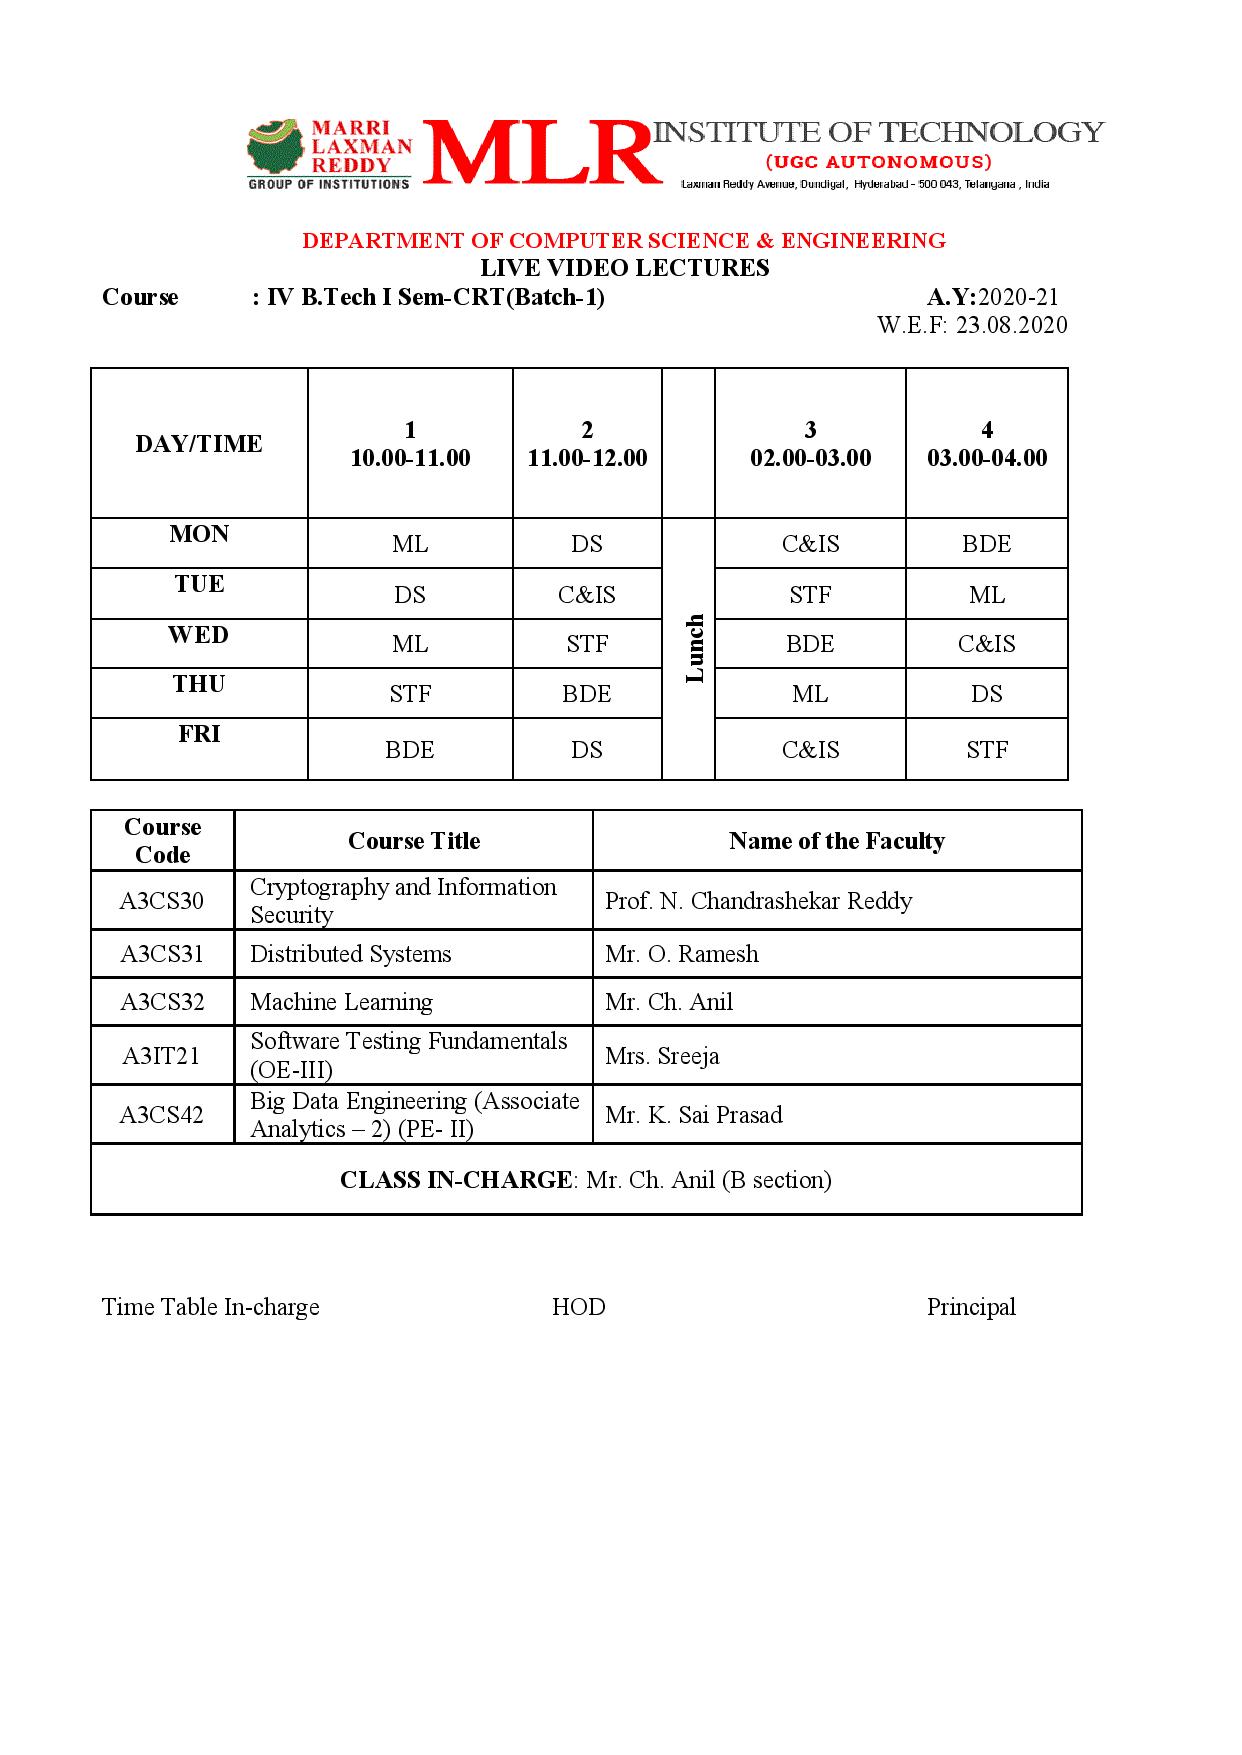 MARRI
LAXMAN
REDDY
GROUP OF INSTITUTIONS
MLR INSTITUTE OF TECHNOLOGY
(UGC AUTONOMOUS)
Laxman Reddy Avenue, Dundigal, Hyderabad - 500 043, Telangana , India
DEPARTMENT OF COMPUTER SCIENCE & ENGINEERING
LIVE VIDEO LECTURES
Course : IV B.Tech I Sem-CRT(Batch-1) A.Y:2020-21
W.E.F: 23.08.2020
DAY/TIME 1 2 3 4
10.00-11.00 11.00-12.00 02.00-03.00 03.00-04.00
MON ML DS C&IS BDE
TUE DS C&IS STF ML
WED ML STF BDE C&IS
Lunch
THU STF BDE ML DS
FRI BDE DS C&IS STF
Course Code Course Title Name of the Faculty
A3CS30 Cryptography and Information Security Prof. N. Chandrashekar Reddy
A3CS31 Distributed Systems Mr. O. Ramesh
A3CS32 Machine Learning Mr. Ch. Anil
A3IT21 Software Testing Fundamentals (OE-III) Mrs. Sreeja
A3CS42 Big Data Engineering (Associate Analytics – 2) (PE- II) Mr. K. Sai Prasad
CLASS IN-CHARGE: Mr. Ch. Anil (B section)
Time Table In-charge HOD Principal